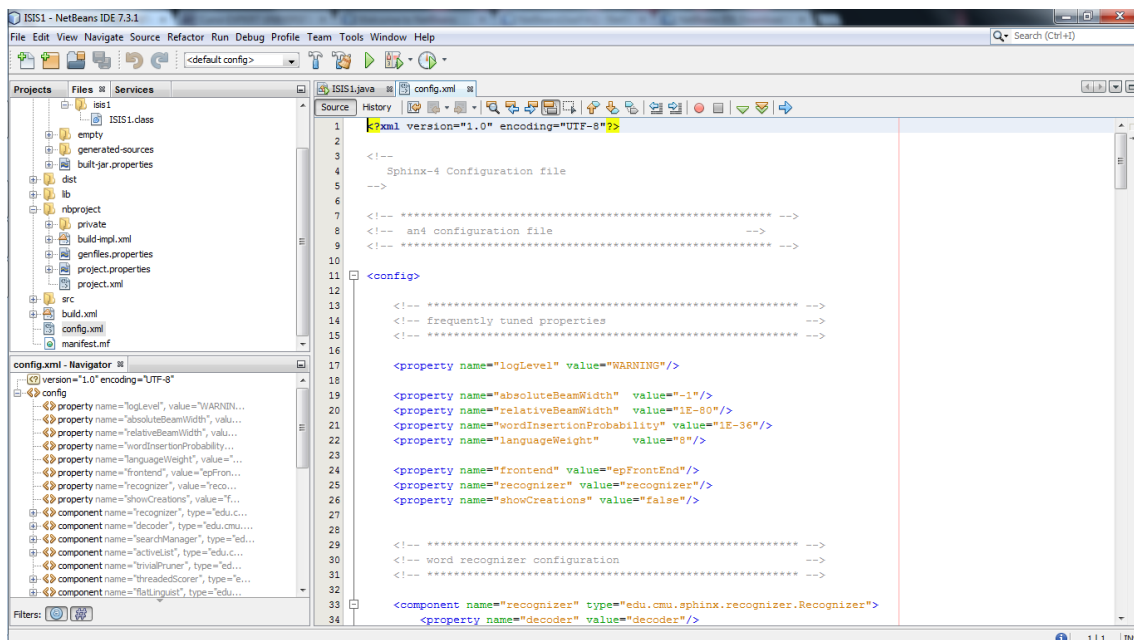 ISIS1 - NetBeans IDE 7.3.1
File Edit View Navigate Source Refactor Run Debug Profile Team Tools Window Help
Search (Ctrl+I)
<default config>
Projects Files Services
isis1
ISIS1.class
empty
generated-sources
built-jar.properties
dist
lib
nbproject
private
build-impl.xml
genfiles.properties
project.properties
project.xml
src
build.xml
config.xml
manifest.mf
config.xml - Navigator
version="1.0" encoding="UTF-8"
config
property name="logLevel", value="WARNIN...
property name="absoluteBeamWidth", valu...
property name="relativeBeamWidth", valu...
property name="wordInsertionProbability...
property name="languageWeight", value="...
property name="frontend", value="epFron...
property name="recognizer", value="reco...
property name="showCreations", value="f...
component name="recognizer", type="edu.c...
component name="decoder", type="edu.cmu....
component name="searchManager", type="ed...
component name="activeList", type="edu.c...
component name="trivialPruner", type="ed...
component name="threadedScorer", type="e...
component name="flatLinguist", type="edu...
Filters:
ISIS1.java config.xml
Source History
1 <?xml version="1.0" encoding="UTF-8"?>
2
3 <!--
4 Sphinx-4 Configuration file
5 -->
6
7 <!-- ******************************************************** -->
8 <!-- an4 configuration file -->
9 <!-- ******************************************************** -->
10
11 <config>
12
13 <!-- ******************************************************** -->
14 <!-- frequently tuned properties -->
15 <!-- ******************************************************** -->
16
17 <property name="logLevel" value="WARNING"/>
18
19 <property name="absoluteBeamWidth" value="-1"/>
20 <property name="relativeBeamWidth" value="1E-80"/>
21 <property name="wordInsertionProbability" value="1E-36"/>
22 <property name="languageWeight" value="8"/>
23
24 <property name="frontend" value="epFrontEnd"/>
25 <property name="recognizer" value="recognizer"/>
26 <property name="showCreations" value="false"/>
27
28
29 <!-- ******************************************************** -->
30 <!-- word recognizer configuration -->
31 <!-- ******************************************************** -->
32
33 <component name="recognizer" type="edu.cmu.sphinx.recognizer.Recognizer">
34 <property name="decoder" value="decoder"/>
1 | 1 IN